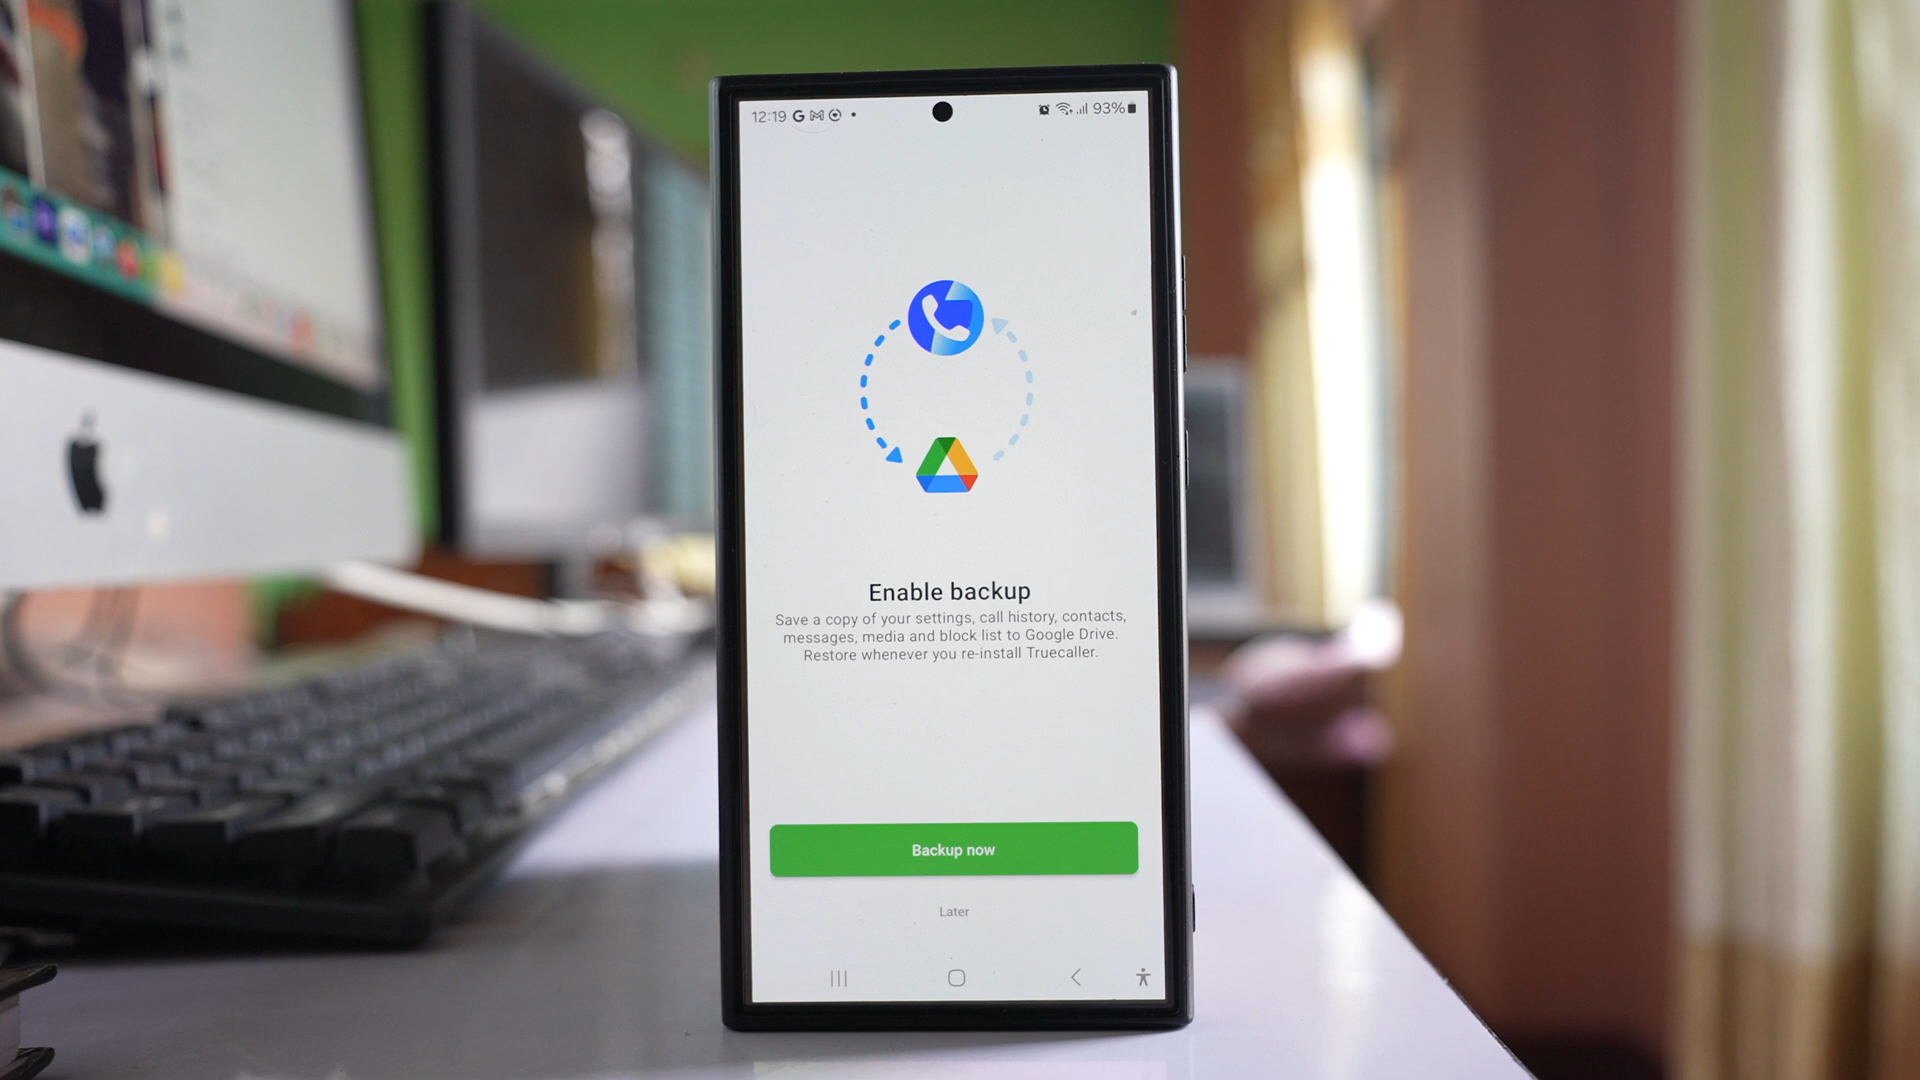 12:19
93%
Enable backup
Save a copy of your settings, call history, contacts,
messages, media and block list to Google Drive.
Restore whenever you re-install Truecaller.
Backup now
Later